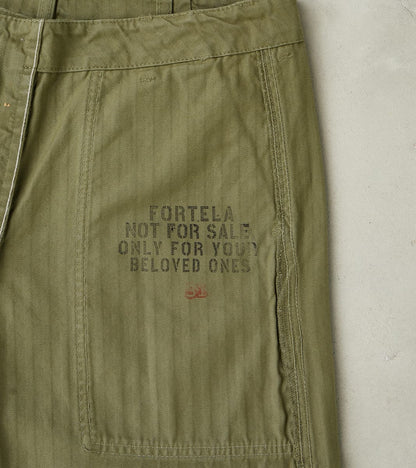 FORTELA
NOT FOR SALE
ONLY FOR YOUR
BELOVED ONES